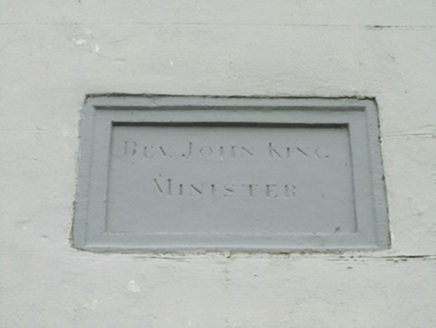 Rev. John King
Minister